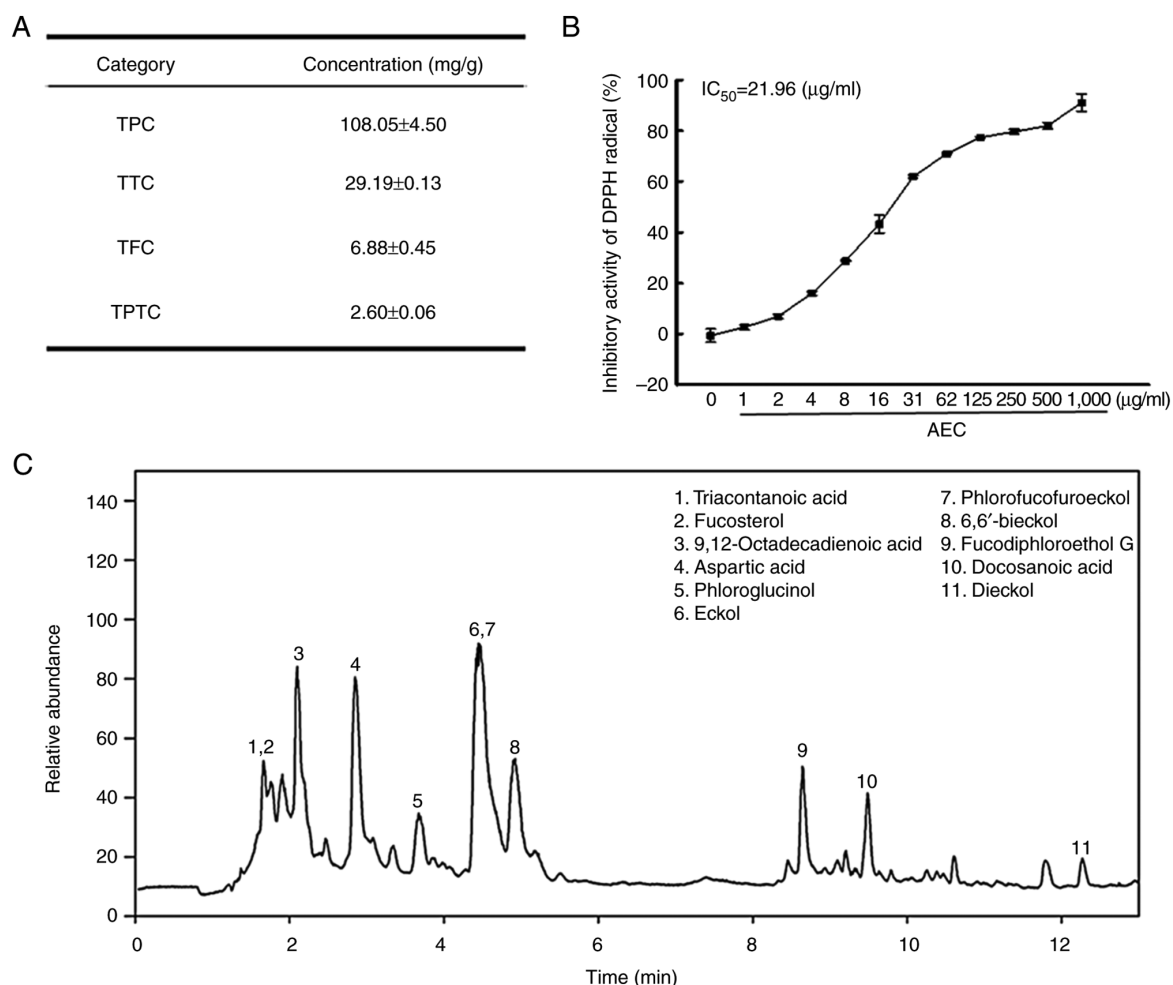 A
Category Concentration (mg/g)
TPC 108.05±4.50
TTC 29.19±0.13
TFC 6.88±0.45
TPTC 2.60±0.06
B
Inhibitory activity of DPPH radical (%)
IC50=21.96 (μg/ml)
100
80
60
40
20
0
–20
0 1 2 4 8 16 31 62 125 250 500 1,000 (μg/ml)
AEC
C
Relative abundance
140
120
100
80
60
40
20
0
1. Triacontanoic acid
2. Fucosterol
3. 9,12-Octadecadienoic acid
4. Aspartic acid
5. Phloroglucinol
6. Eckol
7. Phlorofucofuroeckol
8. 6,6′-bieckol
9. Fucodiphloroethol G
10. Docosanoic acid
11. Dieckol
1,2
3
4
5
6,7
8
9
10
11
0 2 4 6 8 10 12
Time (min)